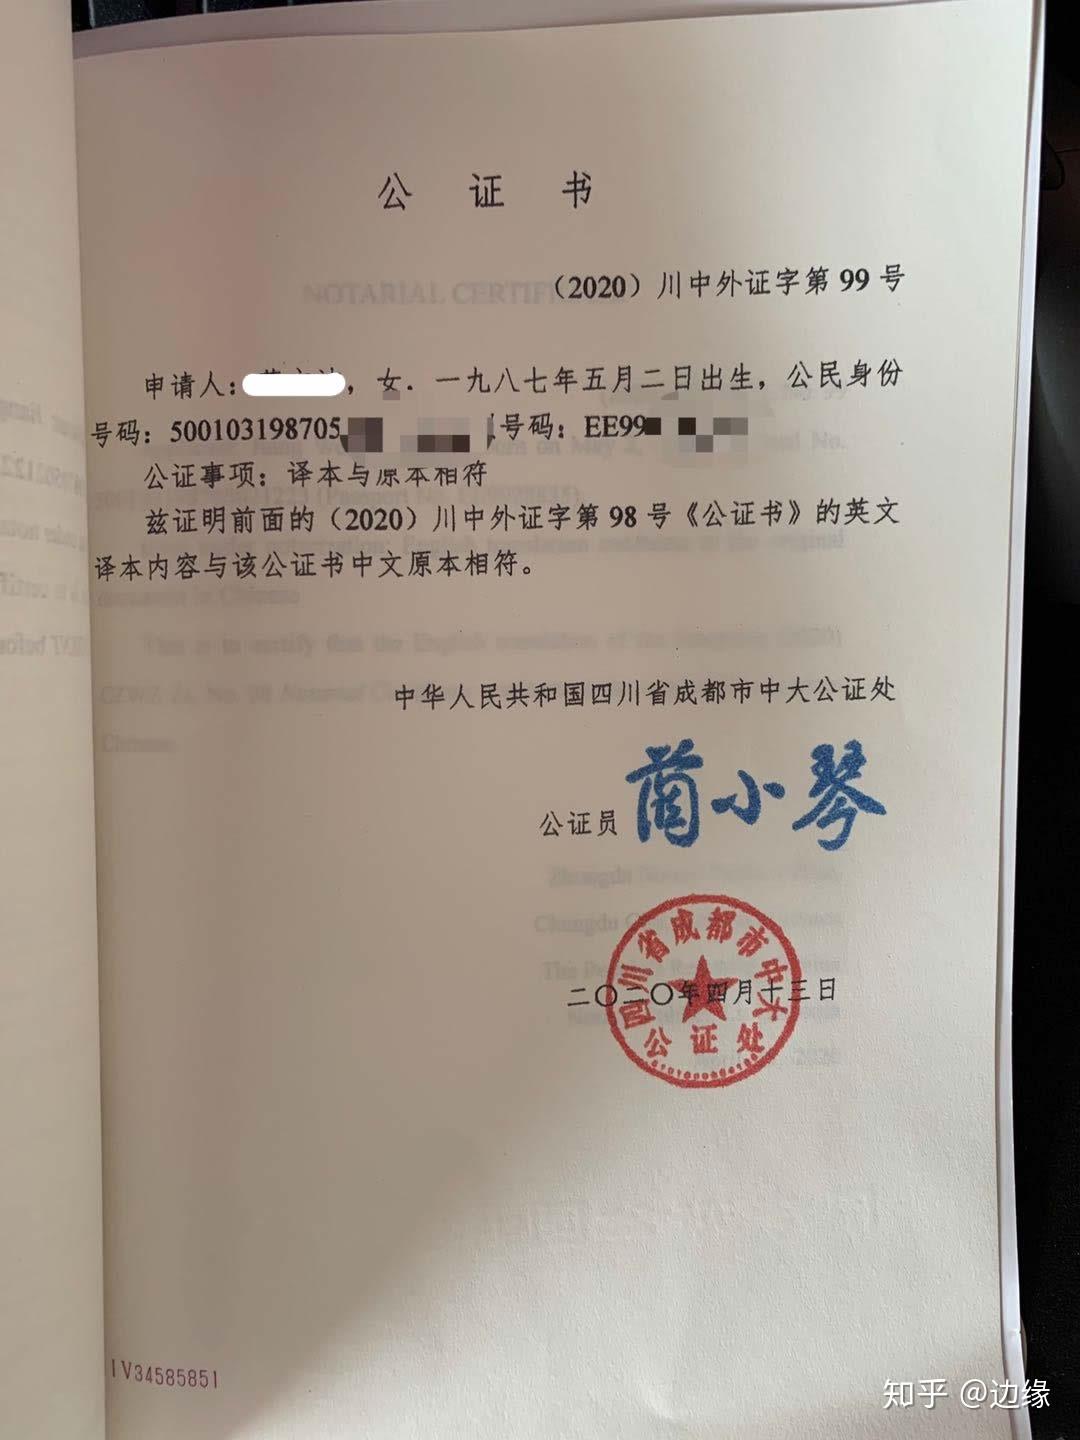 公证书
（2020）川中外证字第 99 号
申请人：，女．一九八七年五月二日出生，公民身份
号码：500103198705 号码：EE99
公证事项：译本与原本相符
兹证明前面的（2020）川中外证字第 98 号《公证书》的英文
译本内容与该公证书中文原本相符。
中华人民共和国四川省成都市中大公证处
公证员 蔺小琴
二〇二〇年四月十三日
四川省成都市中大
公证处
IV34585851
知乎 @边缘